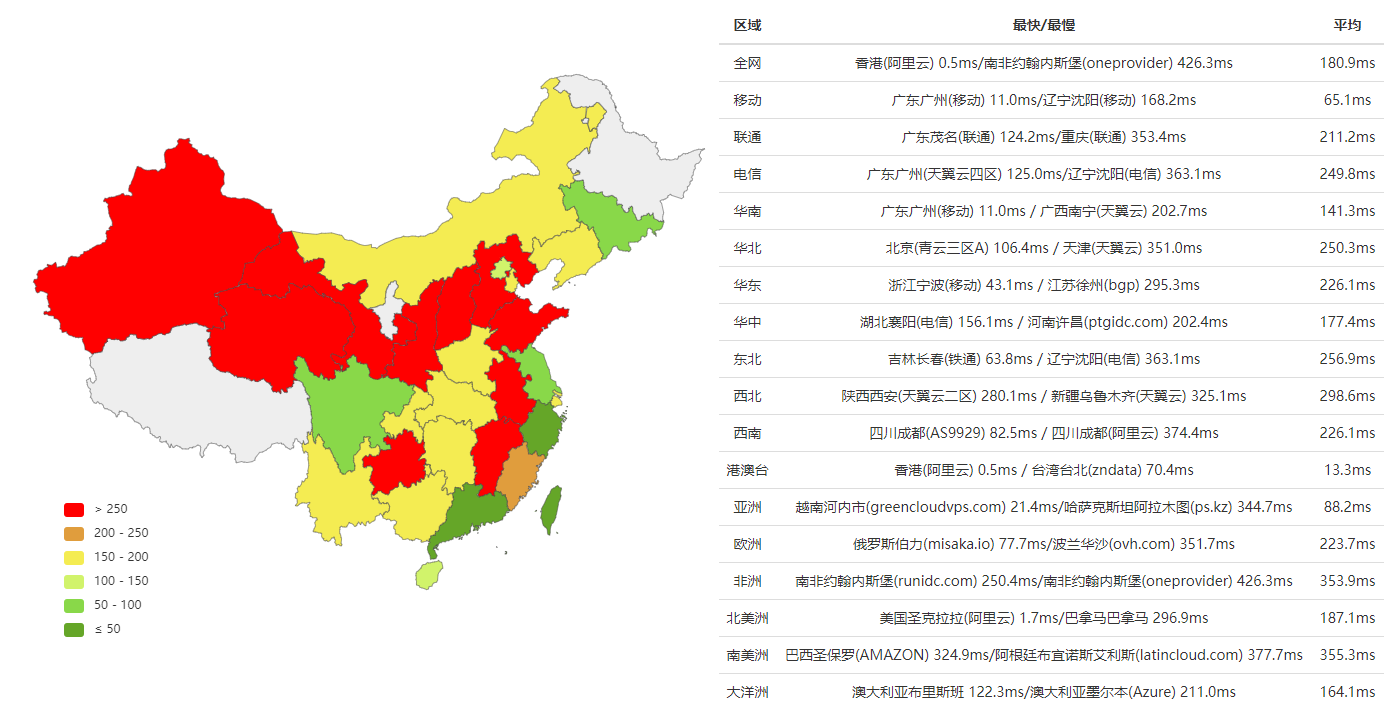 区域 最快/最慢 平均
全网 香港(阿里云) 0.5ms/南非约翰内斯堡(oneprovider) 426.3ms 180.9ms
移动 广东广州(移动) 11.0ms/辽宁沈阳(移动) 168.2ms 65.1ms
联通 广东茂名(联通) 124.2ms/重庆(联通) 353.4ms 211.2ms
电信 广东广州(天翼云四区) 125.0ms/辽宁沈阳(电信) 363.1ms 249.8ms
华南 广东广州(移动) 11.0ms / 广西南宁(天翼云) 202.7ms 141.3ms
华北 北京(青云三区A) 106.4ms / 天津(天翼云) 351.0ms 250.3ms
华东 浙江宁波(移动) 43.1ms / 江苏徐州(bgp) 295.3ms 226.1ms
华中 湖北襄阳(电信) 156.1ms / 河南许昌(ptgidc.com) 202.4ms 177.4ms
东北 吉林长春(铁通) 63.8ms / 辽宁沈阳(电信) 363.1ms 256.9ms
西北 陕西西安(天翼云二区) 280.1ms / 新疆乌鲁木齐(天翼云) 325.1ms 298.6ms
西南 四川成都(AS9929) 82.5ms / 四川成都(阿里云) 374.4ms 226.1ms
港澳台 香港(阿里云) 0.5ms / 台湾台北(zndata) 70.4ms 13.3ms
亚洲 越南河内市(greencloudvps.com) 21.4ms/哈萨克斯坦阿拉木图(ps.kz) 344.7ms 88.2ms
欧洲 俄罗斯伯力(misaka.io) 77.7ms/波兰华沙(ovh.com) 351.7ms 223.7ms
非洲 南非约翰内斯堡(runidc.com) 250.4ms/南非约翰内斯堡(oneprovider) 426.3ms 353.9ms
北美洲 美国圣克拉拉(阿里云) 1.7ms/巴拿马巴拿马 296.9ms 187.1ms
南美洲 巴西圣保罗(AMAZON) 324.9ms/阿根廷布宜诺斯艾利斯(latincloud.com) 377.7ms 355.3ms
大洋洲 澳大利亚布里斯班 122.3ms/澳大利亚墨尔本(Azure) 211.0ms 164.1ms
> 250
200 - 250
150 - 200
100 - 150
50 - 100
≤ 50